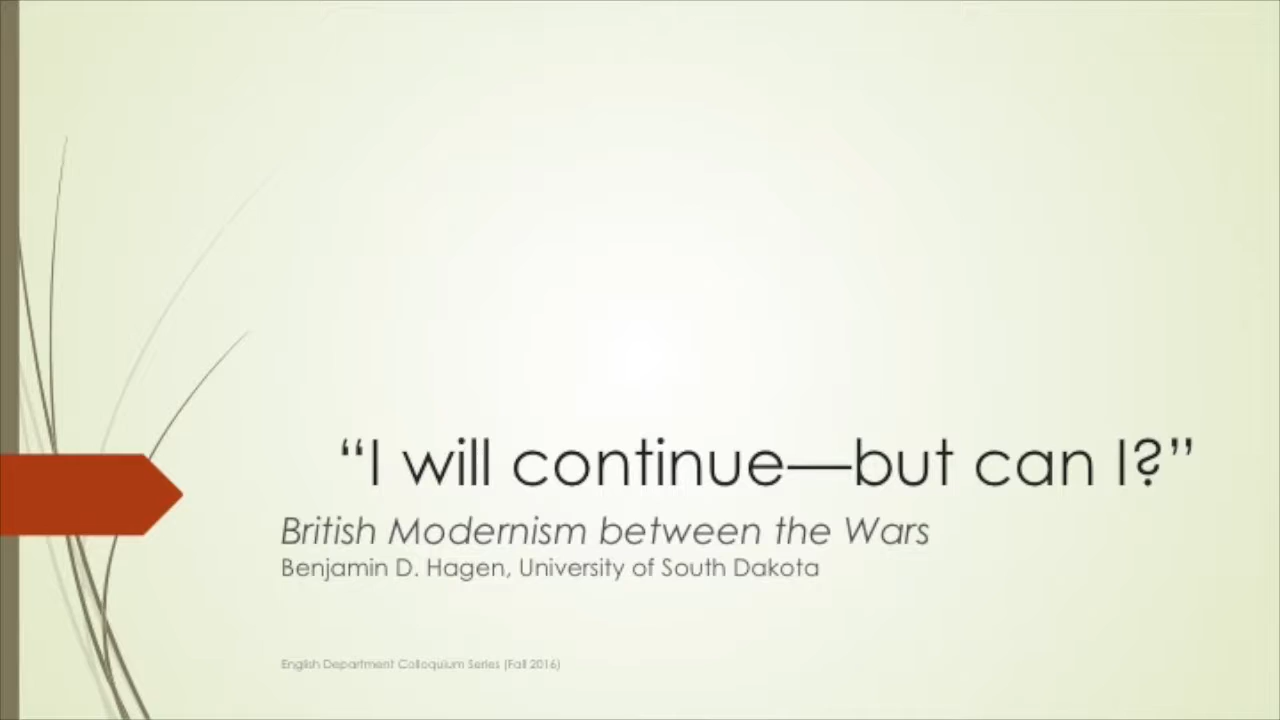 “I will continue—but can I?”
British Modernism between the Wars
Benjamin D. Hagen, University of South Dakota
English Department Colloquium Series (Fall 2016)